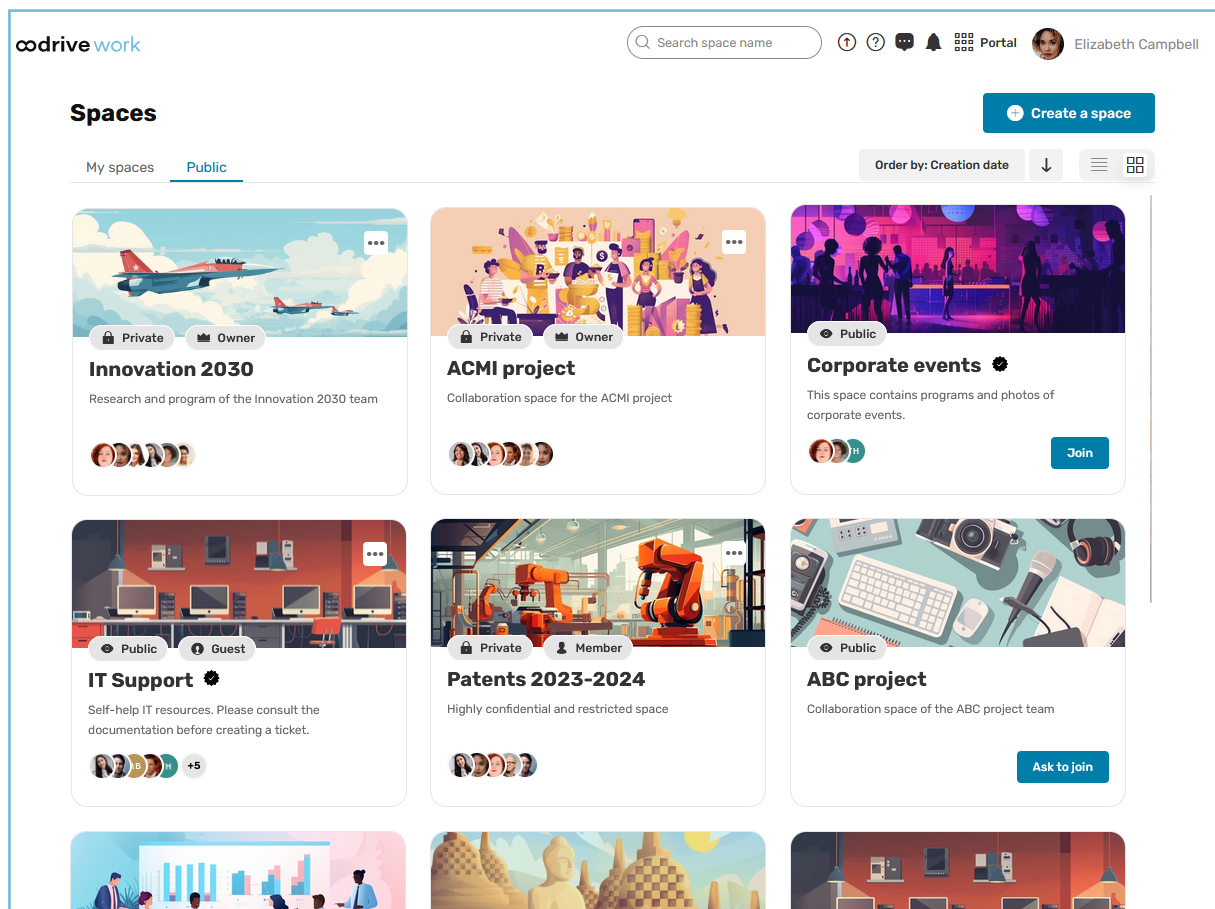 oodrive work
Search space name
Portal
Elizabeth Campbell
Spaces
Create a space
My spaces
Public
Order by: Creation date
Private
Owner
Innovation 2030
Research and program of the Innovation 2030 team
Private
Owner
ACMI project
Collaboration space for the ACMI project
Public
Corporate events
This space contains programs and photos of
corporate events.
H
Join
Public
Guest
IT Support
Self-help IT resources. Please consult the
documentation before creating a ticket.
AB
H
+5
Private
Member
Patents 2023-2024
Highly confidential and restricted space
Public
ABC project
Collaboration space of the ABC project team
Ask to join